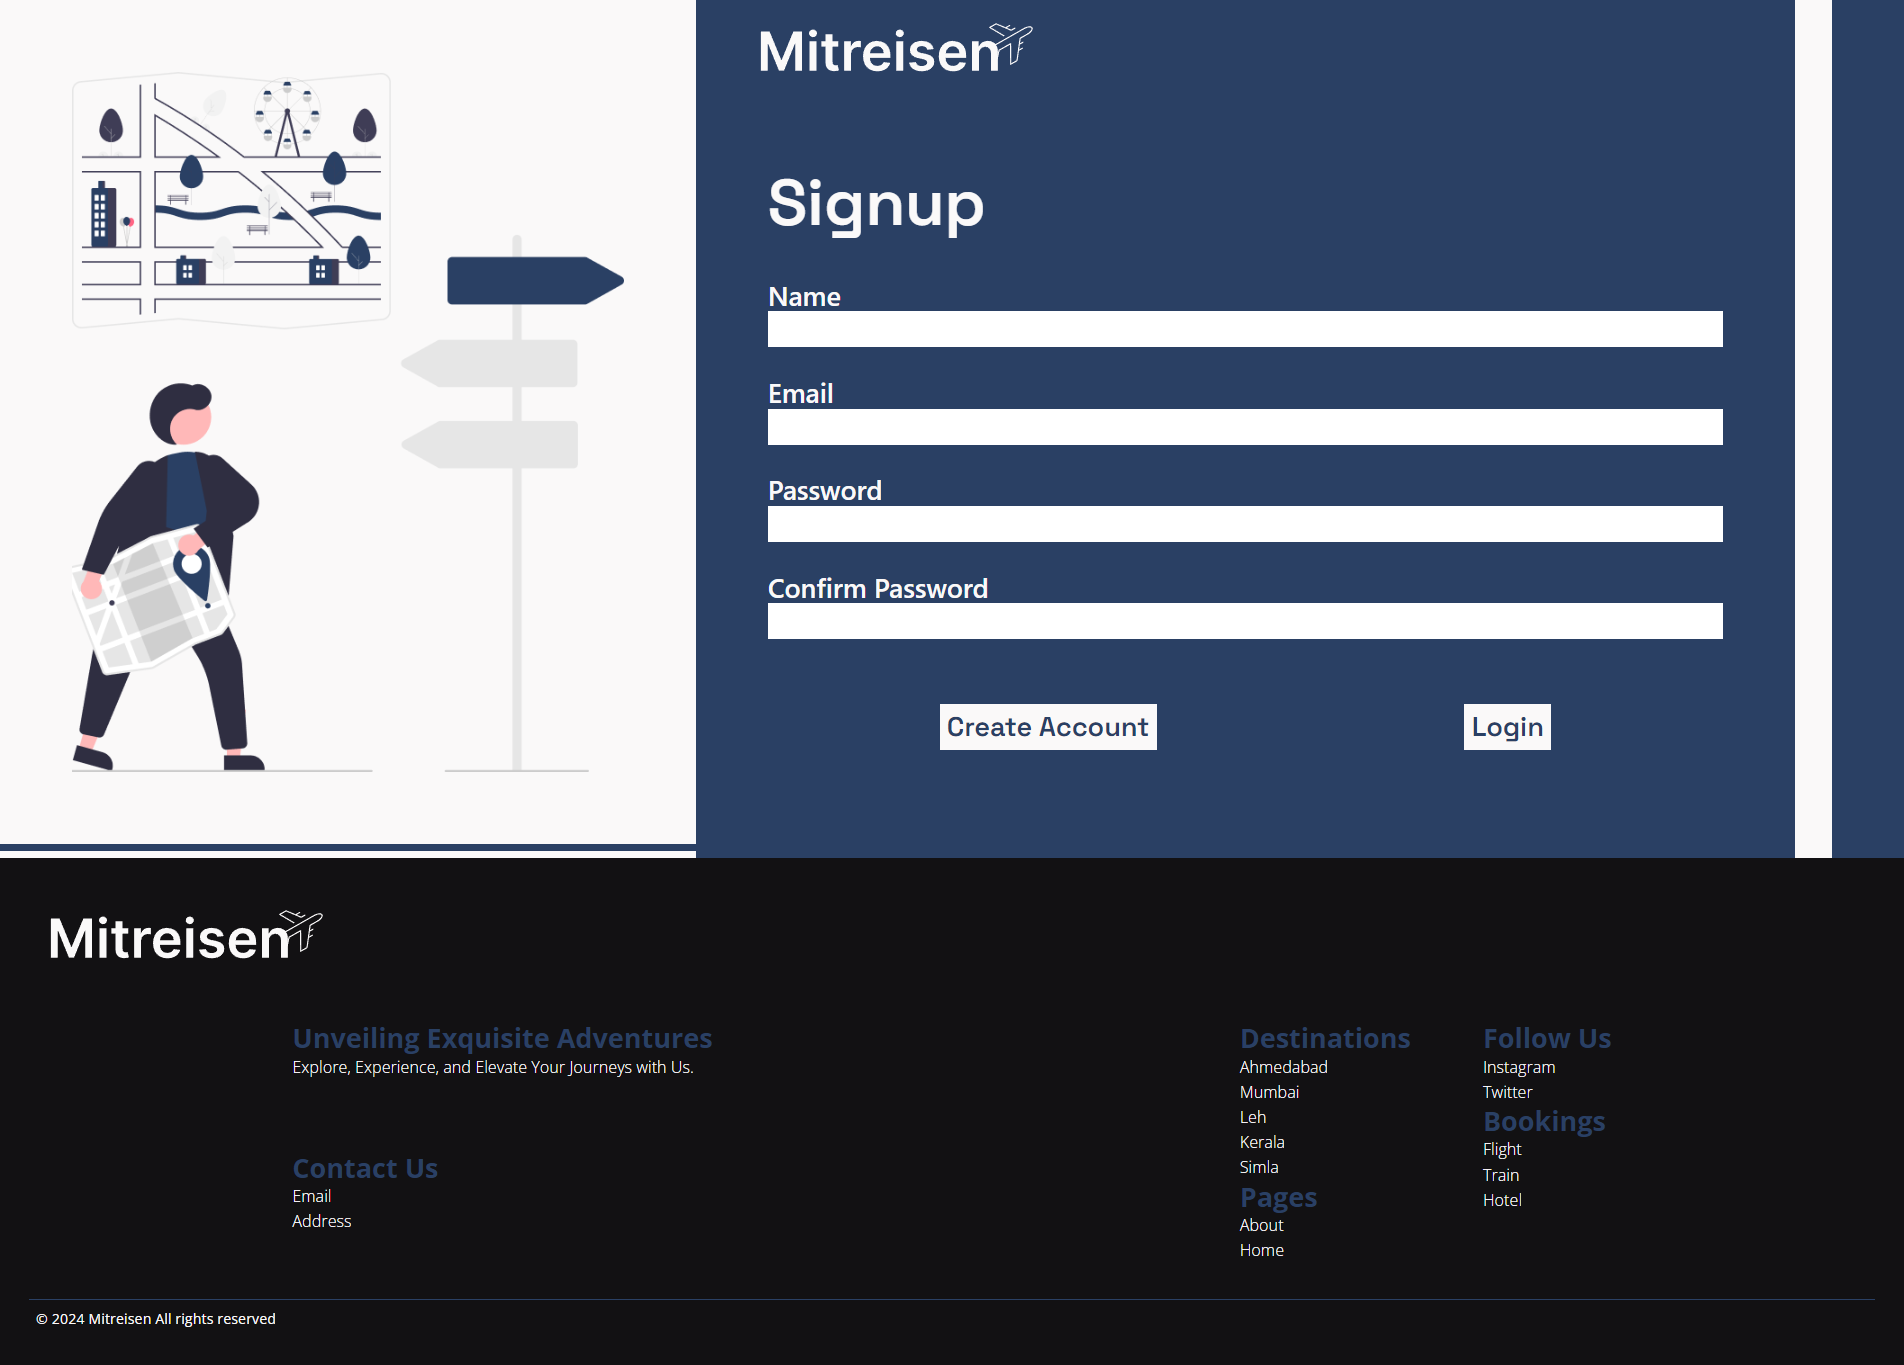 Mitreisen
Signup
Name
Email
Password
Confirm Password
Create Account
Login
Mitreisen
Unveiling Exquisite Adventures
Explore, Experience, and Elevate Your Journeys with Us.
Contact Us
Email
Address
Destinations
Ahmedabad
Mumbai
Leh
Kerala
Simla
Pages
About
Home
Follow Us
Instagram
Twitter
Bookings
Flight
Train
Hotel
© 2024 Mitreisen All rights reserved